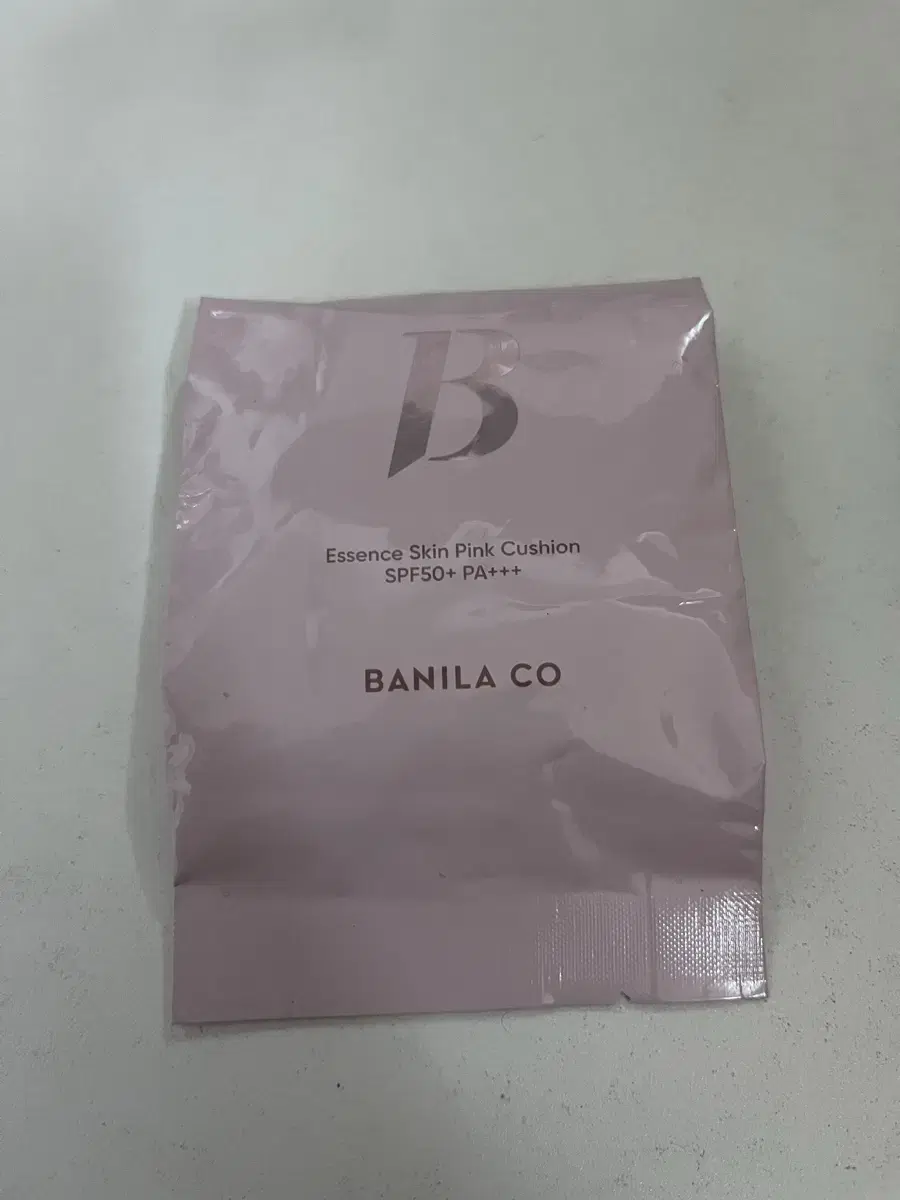 B
Essence Skin Pink Cushion
SPF50+ PA+++
BANILA CO